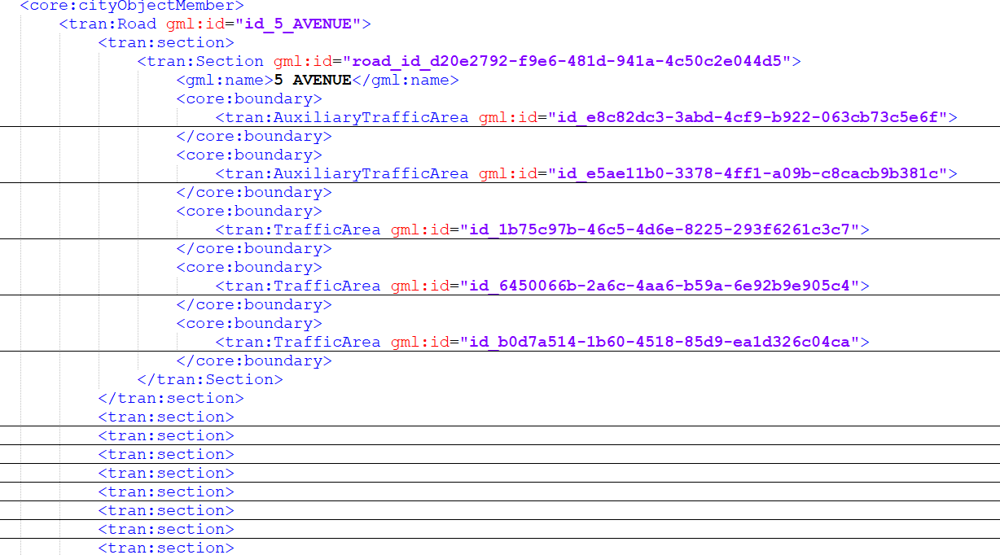 <core:cityObjectMember>
<tran:Road gml:id="id_5_AVENUE">
<tran:section>
<tran:Section gml:id="road_id_d20e2792-f9e6-481d-941a-4c50c2e044d5">
<gml:name>5 AVENUE</gml:name>
<core:boundary>
<tran:AuxiliaryTrafficArea gml:id="id_e8c82dc3-3abd-4cf9-b922-063cb73c5e6f">
</core:boundary>
<core:boundary>
<tran:AuxiliaryTrafficArea gml:id="id_e5ae11b0-3378-4ff1-a09b-c8cacb9b381c">
</core:boundary>
<core:boundary>
<tran:TrafficArea gml:id="id_1b75c97b-46c5-4d6e-8225-293f6261c3c7">
</core:boundary>
<core:boundary>
<tran:TrafficArea gml:id="id_6450066b-2a6c-4aa6-b59a-6e92b9e905c4">
</core:boundary>
<core:boundary>
<tran:TrafficArea gml:id="id_b0d7a514-1b60-4518-85d9-ea1d326c04ca">
</core:boundary>
</tran:Section>
</tran:section>
<tran:section>
<tran:section>
<tran:section>
<tran:section>
<tran:section>
<tran:section>
<tran:section>
<tran:section>